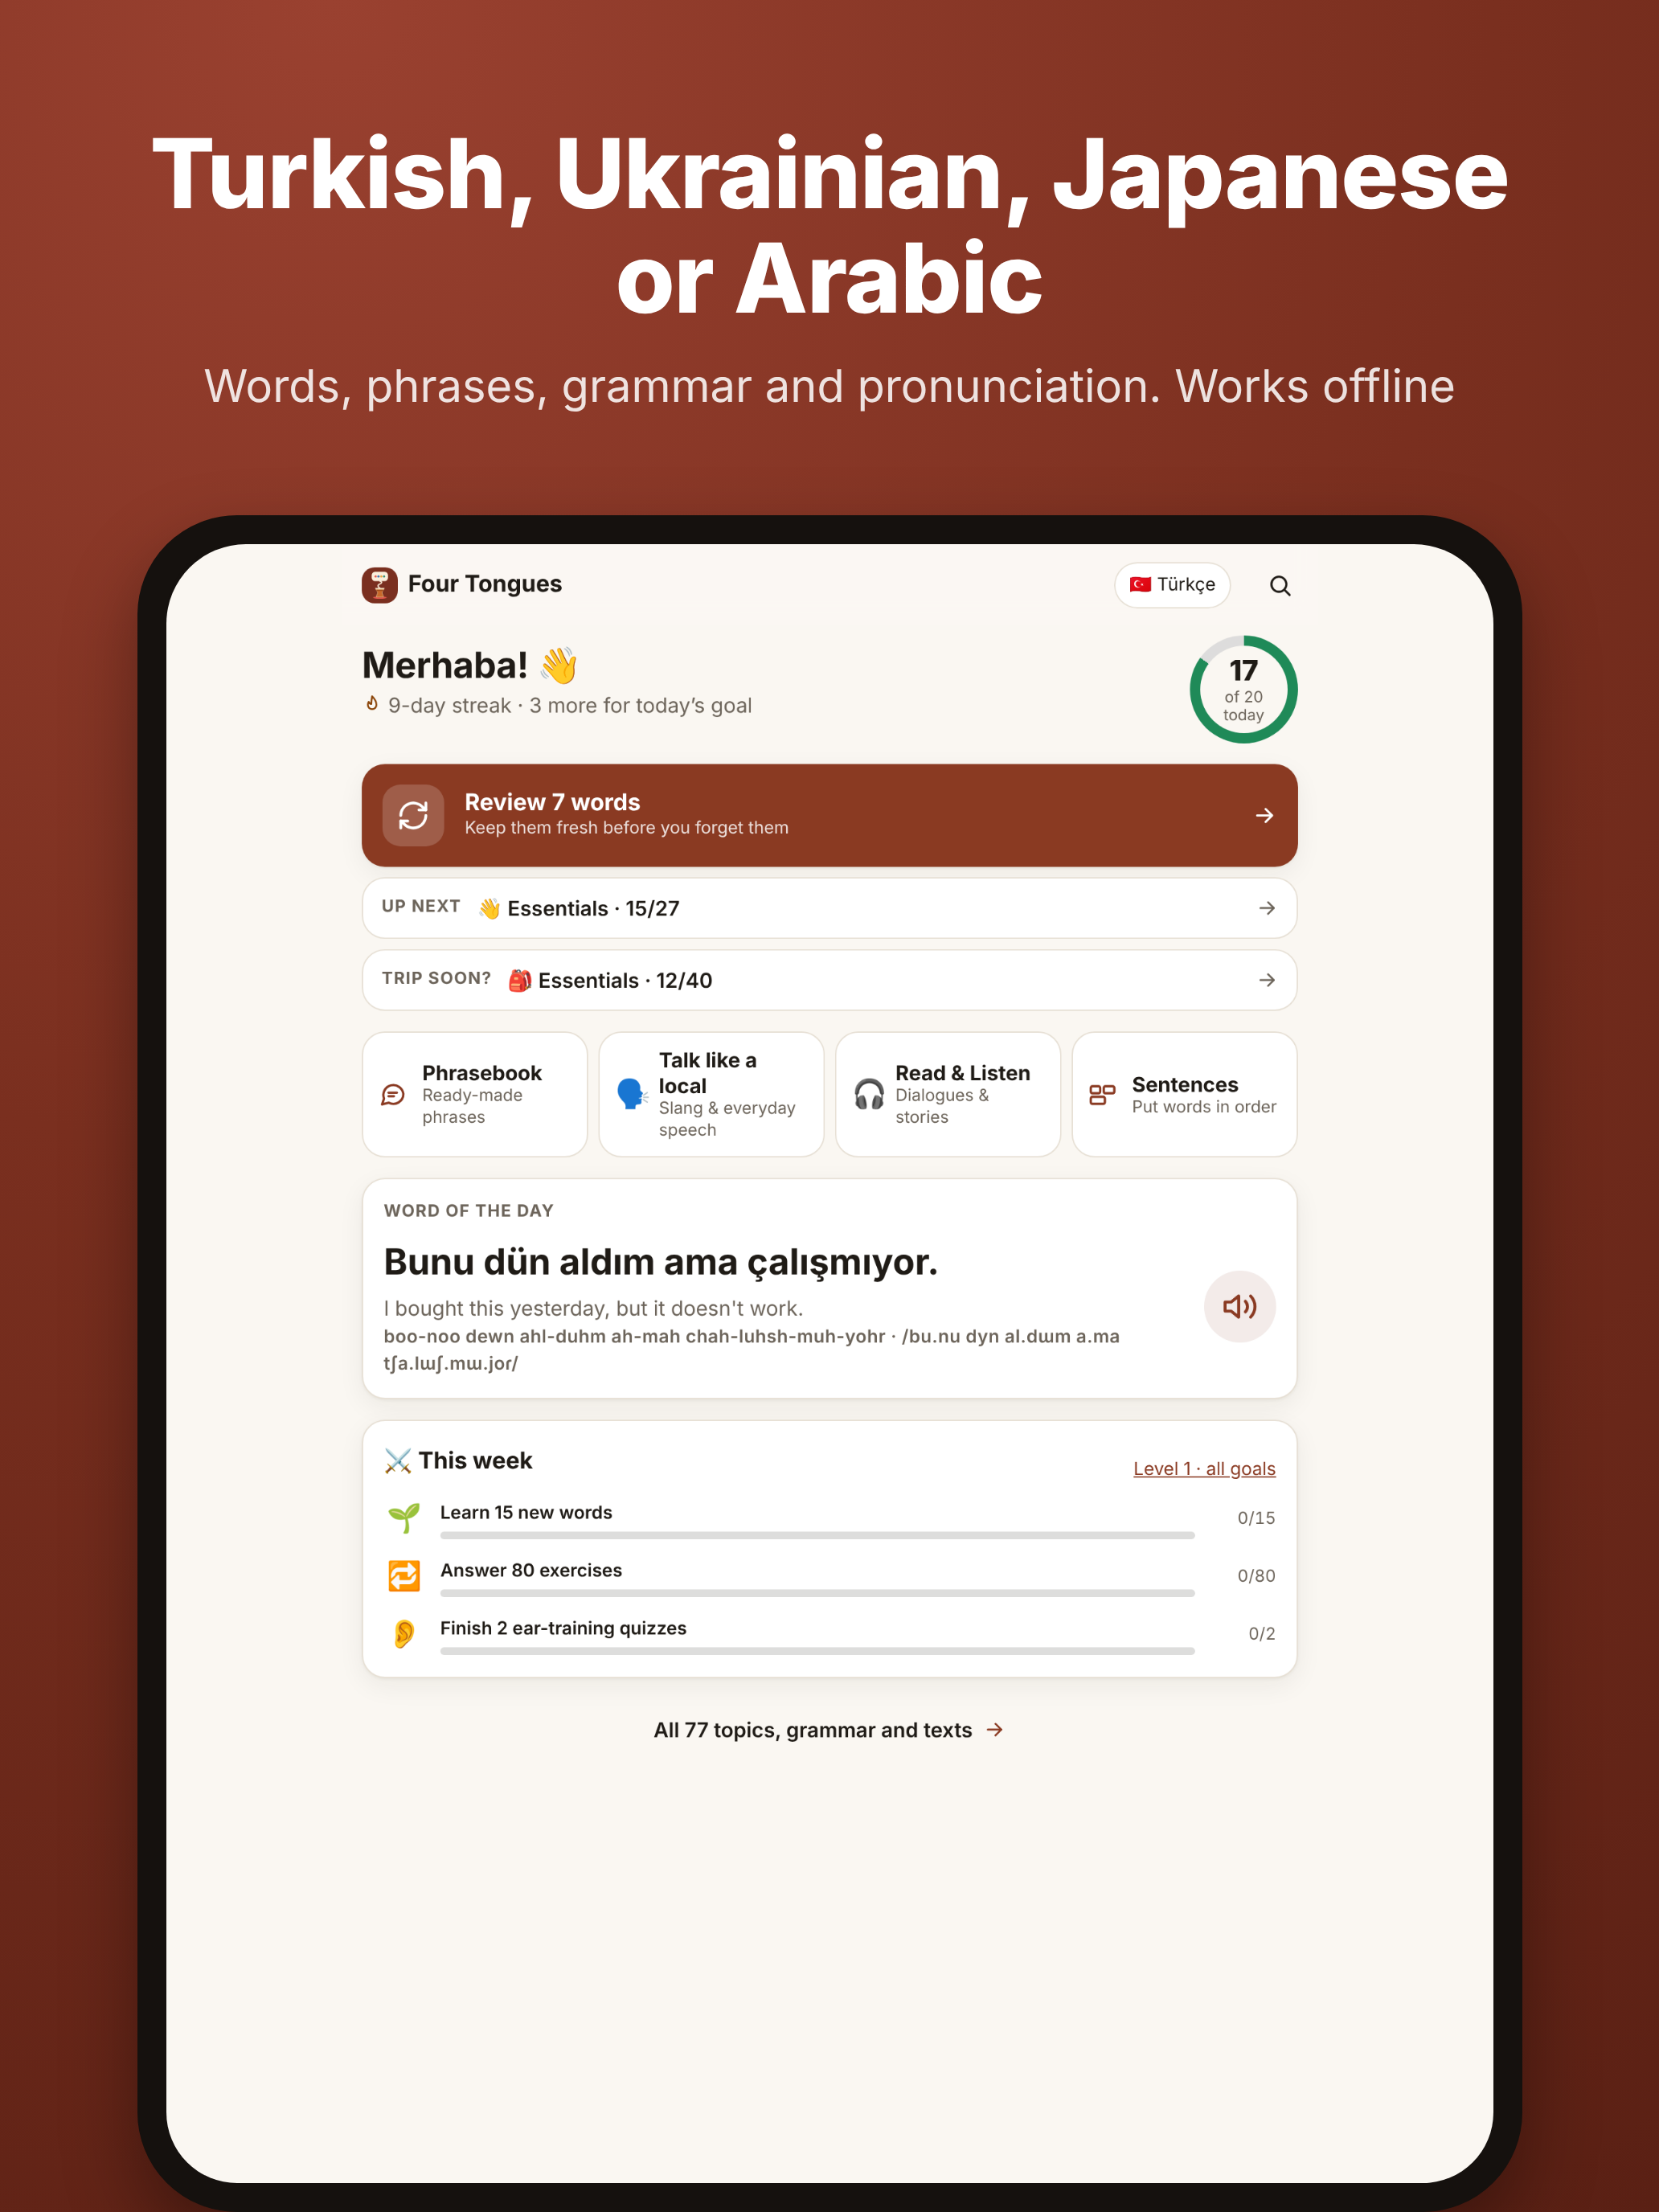 Turkish, Ukrainian, Japanese
or Arabic
Words, phrases, grammar and pronunciation. Works offline
Four Tongues
Türkçe
Merhaba! 👋
9-day streak · 3 more for today’s goal
17
of 20
today
Review 7 words
Keep them fresh before you forget them
UP NEXT 👋 Essentials · 15/27
TRIP SOON? 🎒 Essentials · 12/40
Phrasebook
Ready-made
phrases
Talk like a
local
Slang & everyday
speech
Read & Listen
Dialogues &
stories
Sentences
Put words in order
WORD OF THE DAY
Bunu dün aldım ama çalışmıyor.
I bought this yesterday, but it doesn't work.
boo-noo dewn ahl-duhm ah-mah chah-luhsh-muh-yohr · /bu.nu dyn al.dɯm a.ma
tʃa.lɯʃ.mɯ.joɾ/
⚔️ This week
Level 1 · all goals
Learn 15 new words
0/15
Answer 80 exercises
0/80
Finish 2 ear-training quizzes
0/2
All 77 topics, grammar and texts →